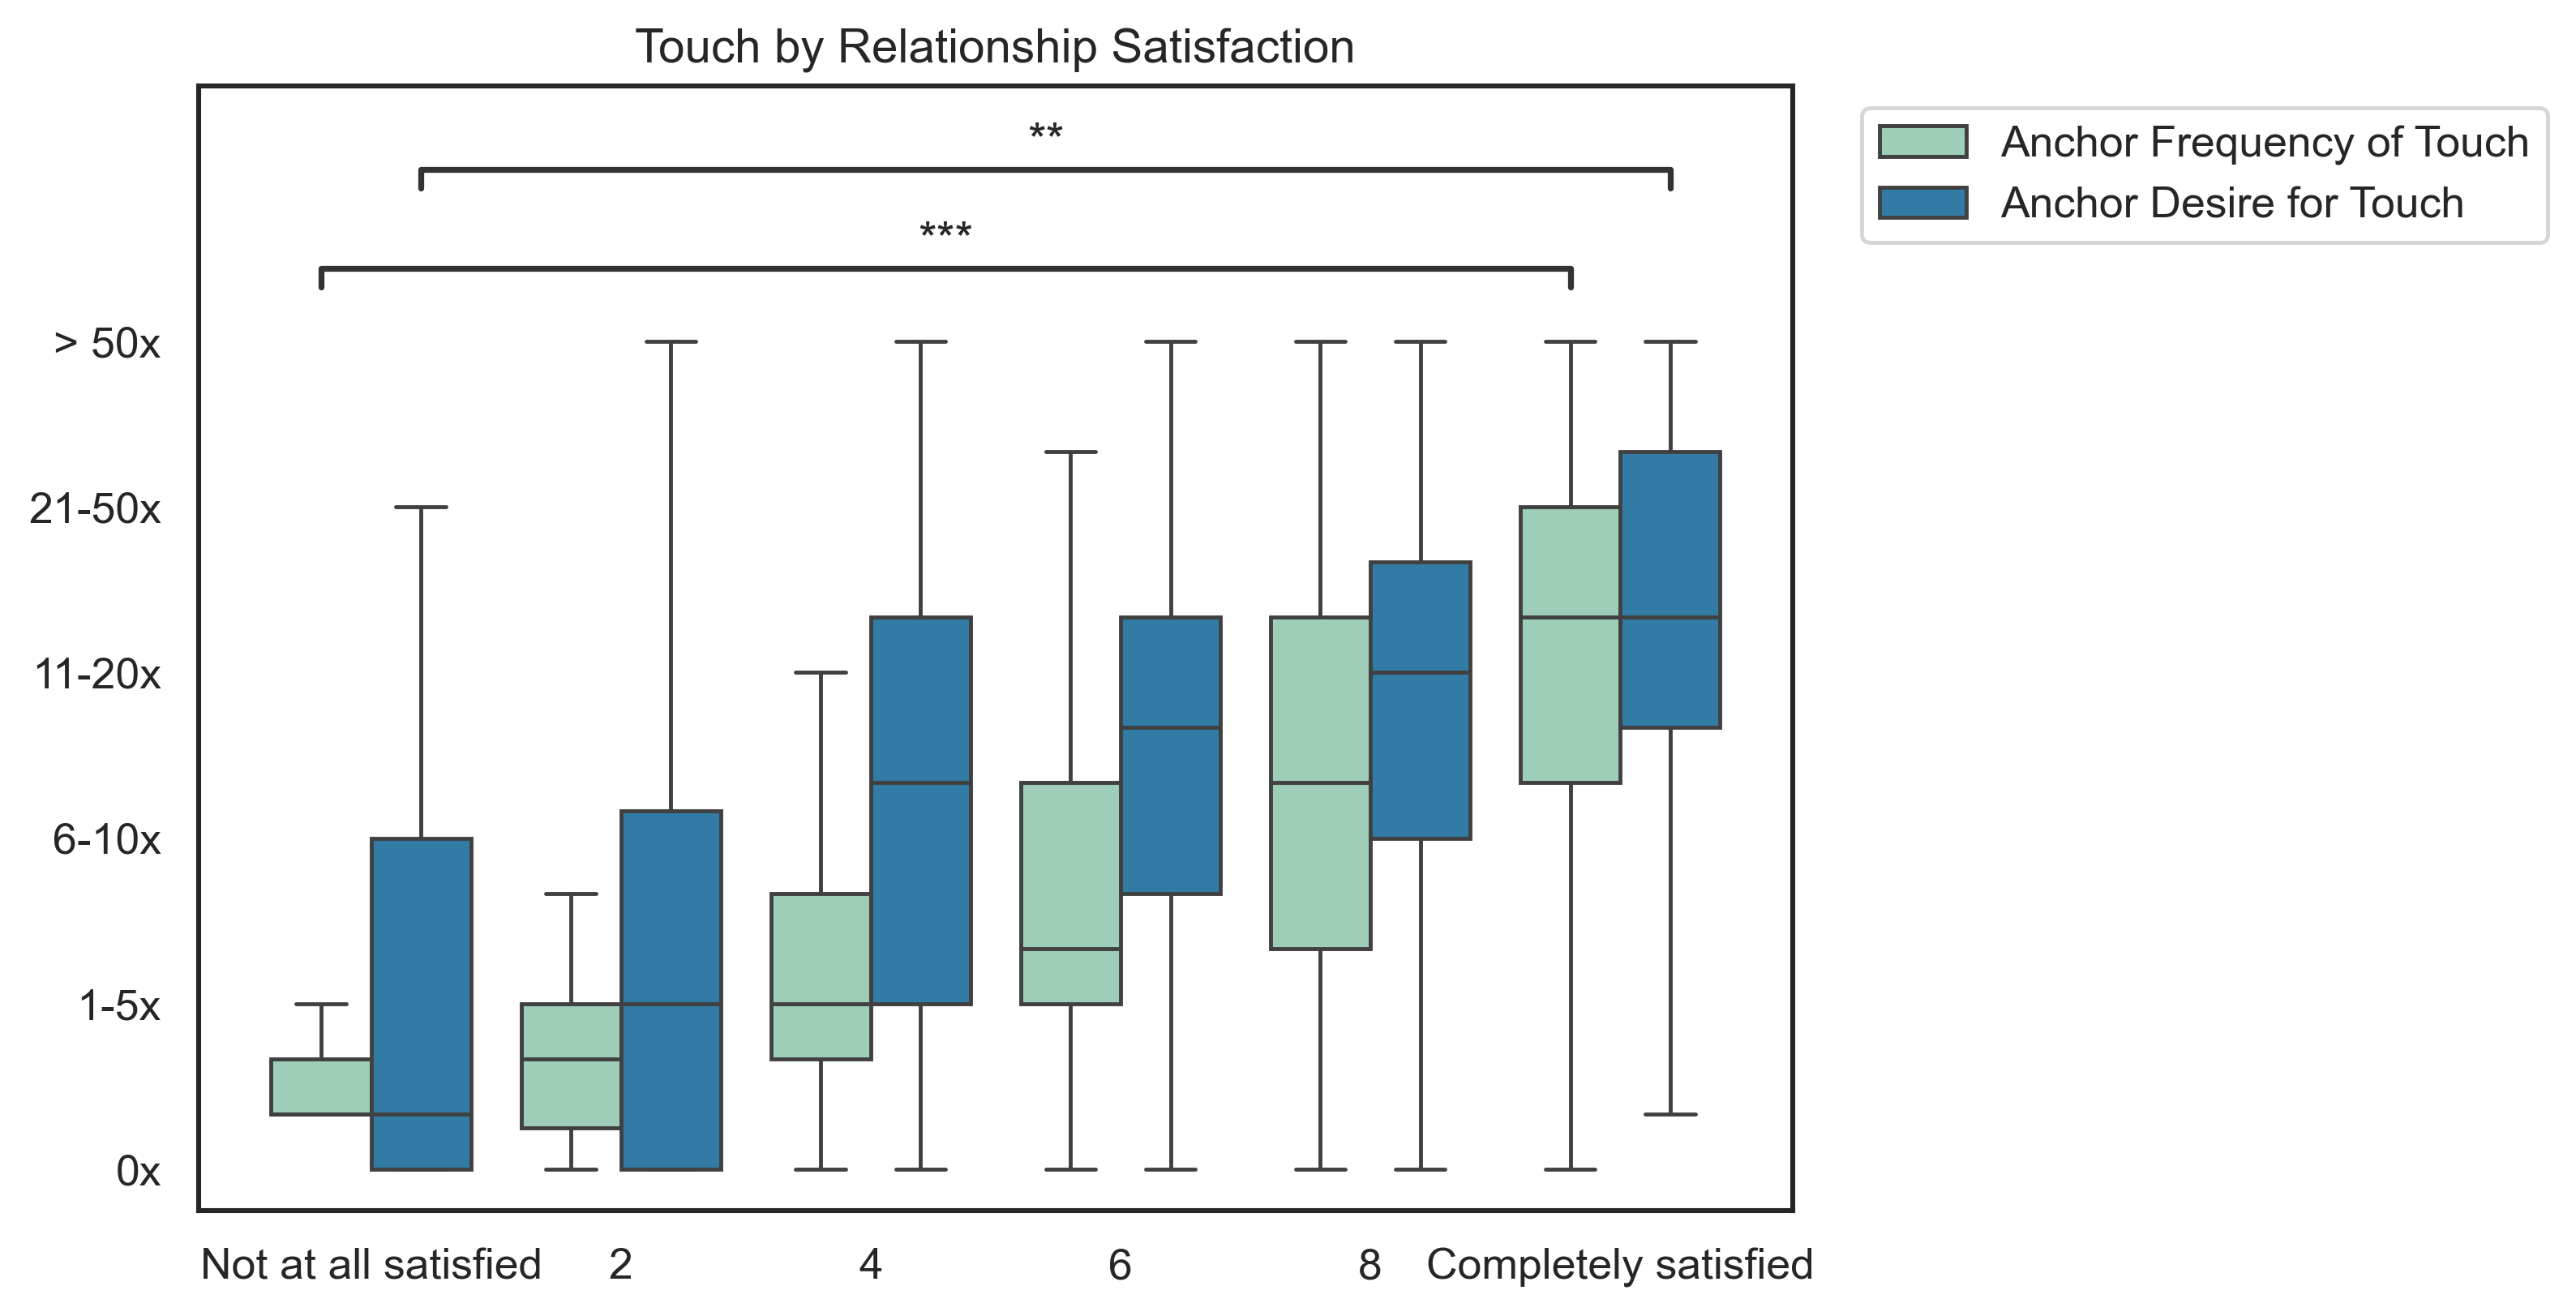 Touch by Relationship Satisfaction
**
***
Anchor Frequency of Touch
Anchor Desire for Touch
> 50x
21-50x
11-20x
6-10x
1-5x
0x
Not at all satisfied 2 4 6 8 Completely satisfied